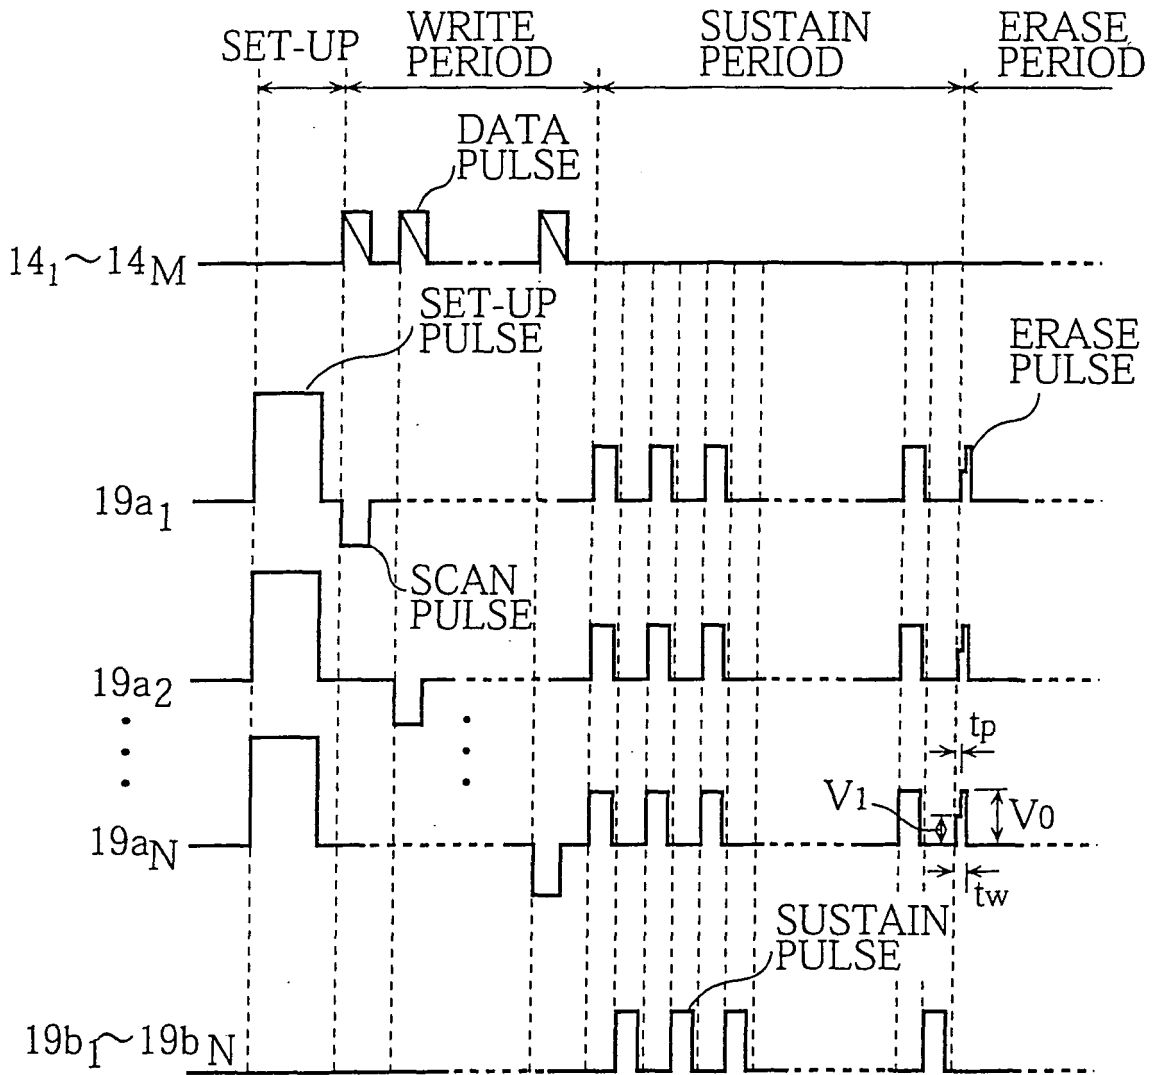 SET-UP
WRITE
PERIOD
SUSTAIN
PERIOD
ERASE
PERIOD
DATA
PULSE
14₁~14M
SET-UP
PULSE
ERASE
PULSE
19a₁
SCAN
PULSE
19a₂
tp
V1
V0
19aN
tw
SUSTAIN
PULSE
19b₁~19bN